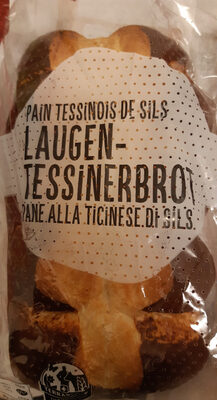 PAIN TESSINOIS DE SILS
LAUGEN-
TESSINERBROT
PANE ALLA TICINESE DI SILS